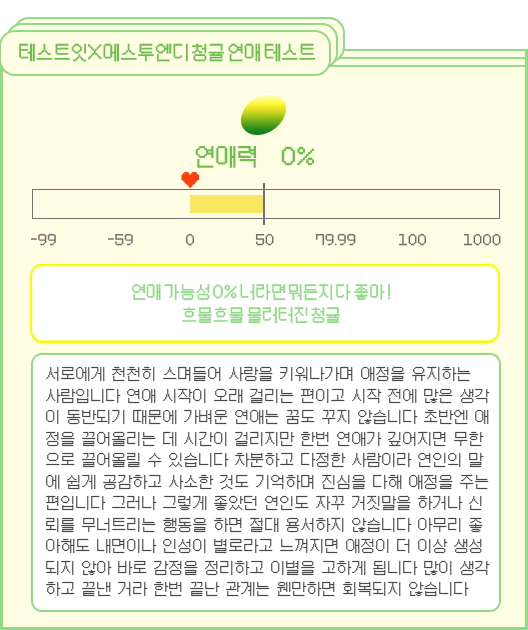 테스트잇X메스투엔디 청귤 연애 테스트
연애력 0%
-99 -59 0 50 79.99 100 1000
연애 가능성 0% 너라면 뭐든지 다 좋아!
흐물흐물 물러터진 청귤
서로에게 천천히 스며들어 사랑을 키워나가며 애정을 유지하는
사람입니다 연애 시작이 오래 걸리는 편이고 시작 전에 많은 생각
이 동반되기 때문에 가벼운 연애는 꿈도 꾸지 않습니다 초반엔 애
정을 끌어올리는 데 시간이 걸리지만 한번 연애가 깊어지면 무한
으로 끌어올릴 수 있습니다 차분하고 다정한 사람이라 연인의 말
에 쉽게 공감하고 사소한 것도 기억하며 진심을 다해 애정을 주는
편입니다 그러나 그렇게 좋았던 연인도 자꾸 거짓말을 하거나 신
뢰를 무너트리는 행동을 하면 절대 용서하지 않습니다 아무리 좋
아해도 내면이나 인성이 별로라고 느껴지면 애정이 더 이상 생성
되지 않아 바로 감정을 정리하고 이별을 고하게 됩니다 많이 생각
하고 끝낸 거라 한번 끝난 관계는 웬만하면 회복되지 않습니다